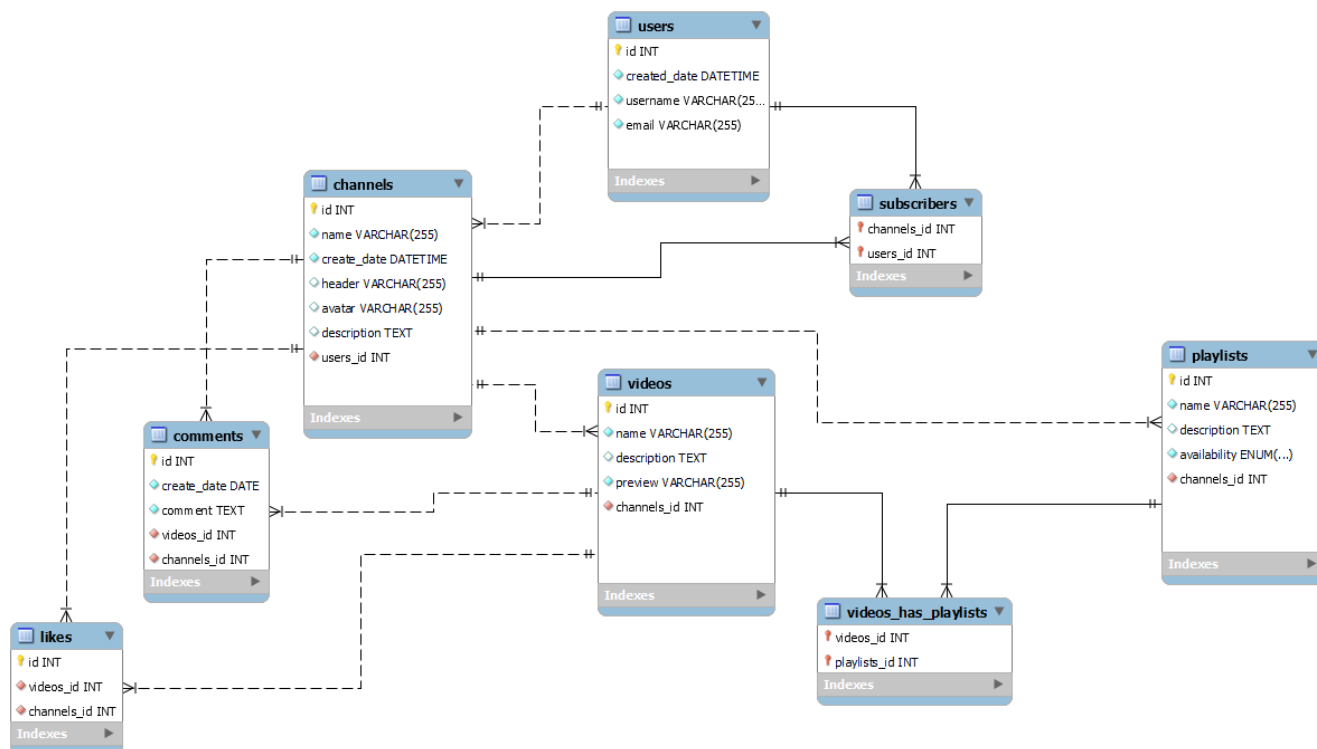 users
id INT
created_date DATETIME
username VARCHAR(25...
email VARCHAR(255)
Indexes
channels
id INT
name VARCHAR(255)
create_date DATETIME
header VARCHAR(255)
avatar VARCHAR(255)
description TEXT
users_id INT
Indexes
subscribers
channels_id INT
users_id INT
Indexes
videos
id INT
name VARCHAR(255)
description TEXT
preview VARCHAR(255)
channels_id INT
Indexes
playlists
id INT
name VARCHAR(255)
description TEXT
availability ENUM(...)
channels_id INT
Indexes
comments
id INT
create_date DATE
comment TEXT
videos_id INT
channels_id INT
Indexes
videos_has_playlists
videos_id INT
playlists_id INT
Indexes
likes
id INT
videos_id INT
channels_id INT
Indexes